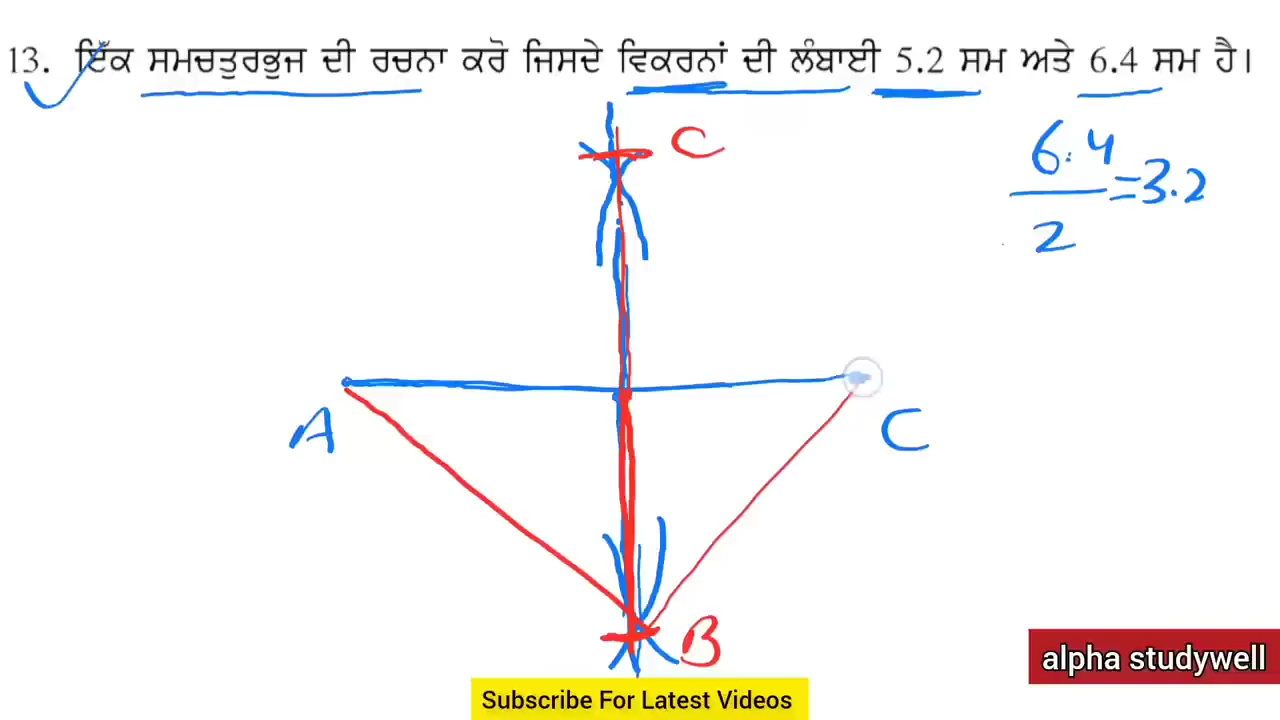 13. ਇੱਕ ਸਮਚਤੁਰਭੁਜ ਦੀ ਰਚਨਾ ਕਰੋ ਜਿਸਦੇ ਵਿਕਰਨਾਂ ਦੀ ਲੰਬਾਈ 5.2 ਸਮ ਅਤੇ 6.4 ਸਮ ਹੈ।
C
6.4
=3.2
2
A
C
B
alpha studywell
Subscribe For Latest Videos